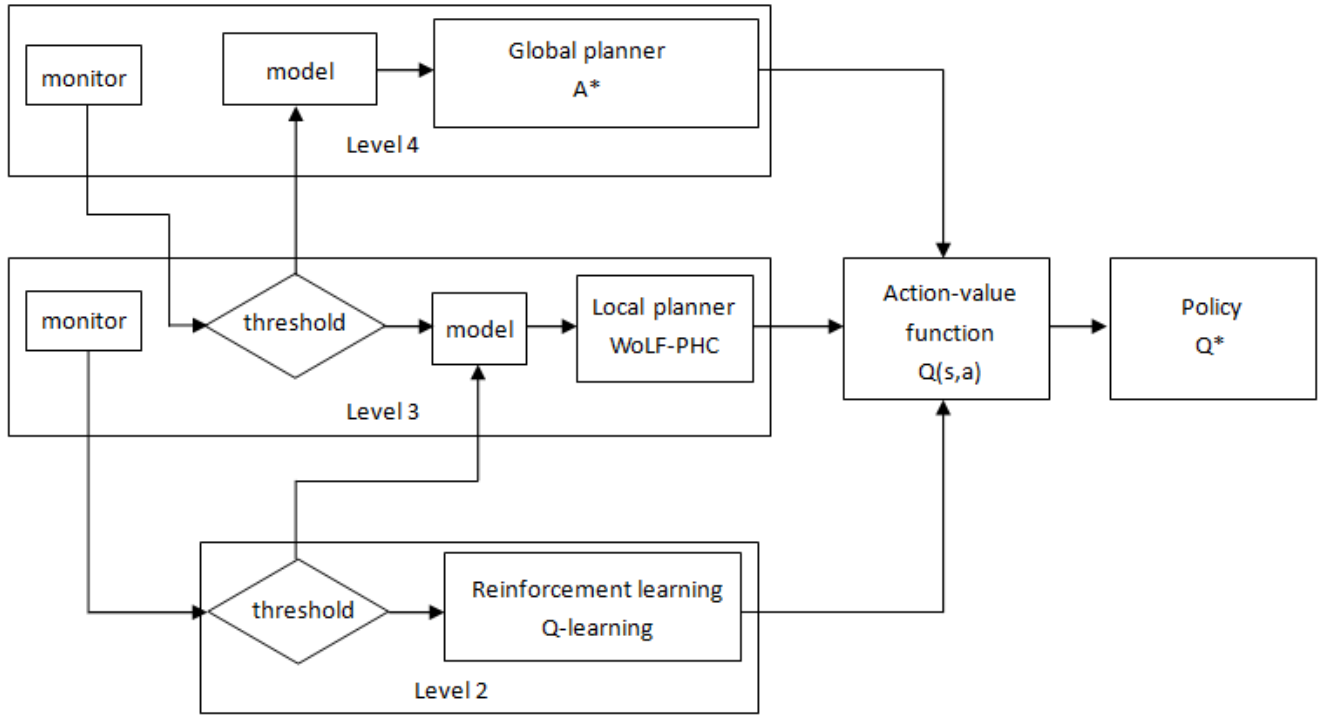 monitor
model
Global planner
A*
Level 4
monitor
threshold
model
Local planner
WoLF-PHC
Level 3
Action-value
function
Q(s,a)
Policy
Q*
threshold
Reinforcement learning
Q-learning
Level 2